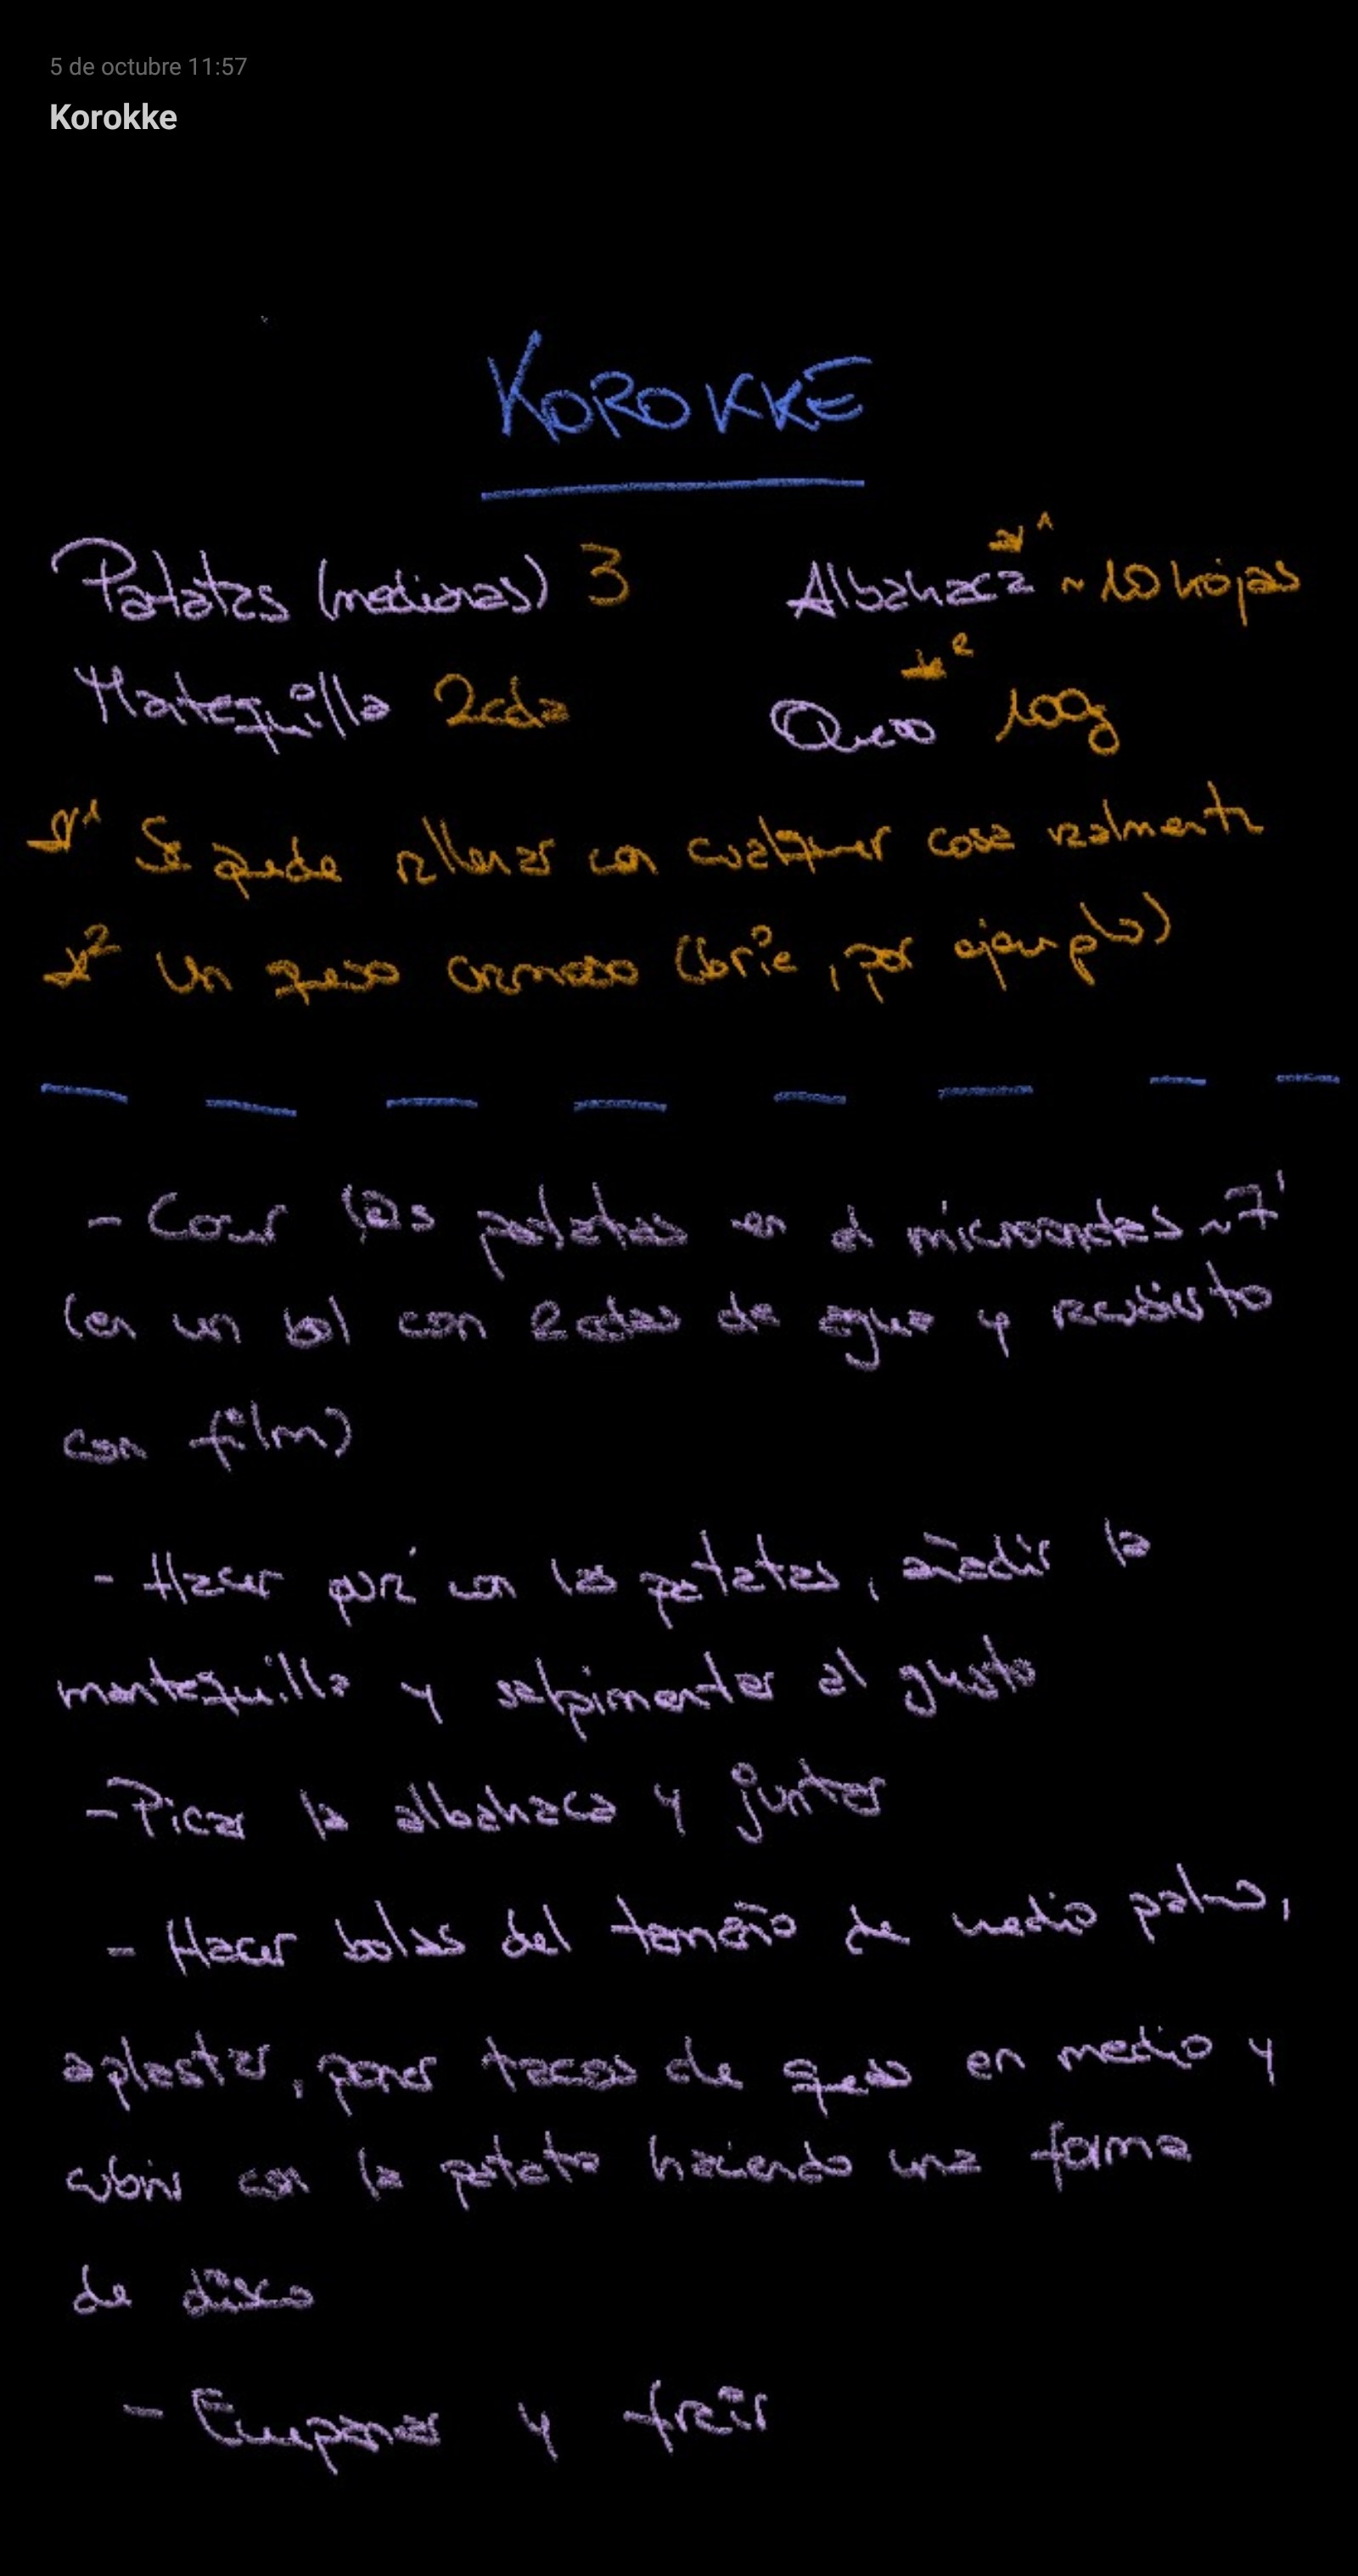 5 de octubre 11:57
Korokke
KOROKKE
Patatas (medianas) 3
Albahaca *1 ~ 10 hojas
Matequilla 2cda
Queso *2 100g
*1 Se puede rellenar con cualquier cosa realmente
*2 Un queso cremoso (brie, por ejemplo)
- Cocer las patatas en el microondas ~7'
(en un bol con 2cdas de agua y recubierto
con film)
- Hacer puré con las patatas, añadir la
mantequilla y salpimentar al gusto
- Picar la albahaca y juntar
- Hacer bolas del tamaño de medio palmo,
aplastar, poner tacos de queso en medio y
cubrir con la patata haciendo una forma
de disco
- Empanar y freír